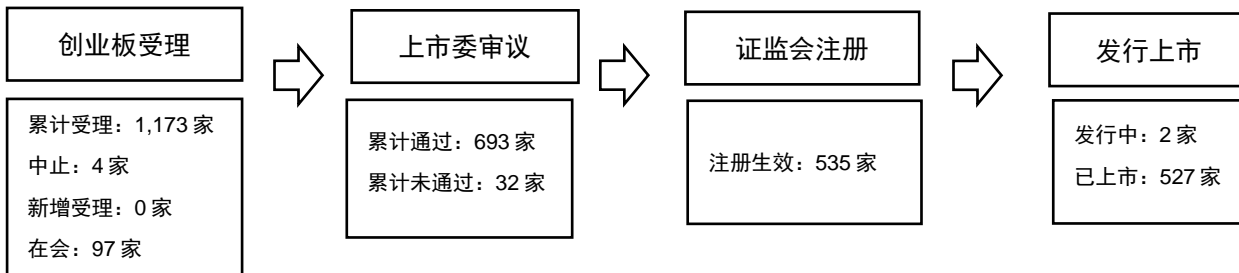 创业板受理
累计受理：1,173 家
中止：4 家
新增受理：0 家
在会：97 家
上市委审议
累计通过：693 家
累计未通过：32 家
证监会注册
注册生效：535 家
发行上市
发行中：2 家
已上市：527 家